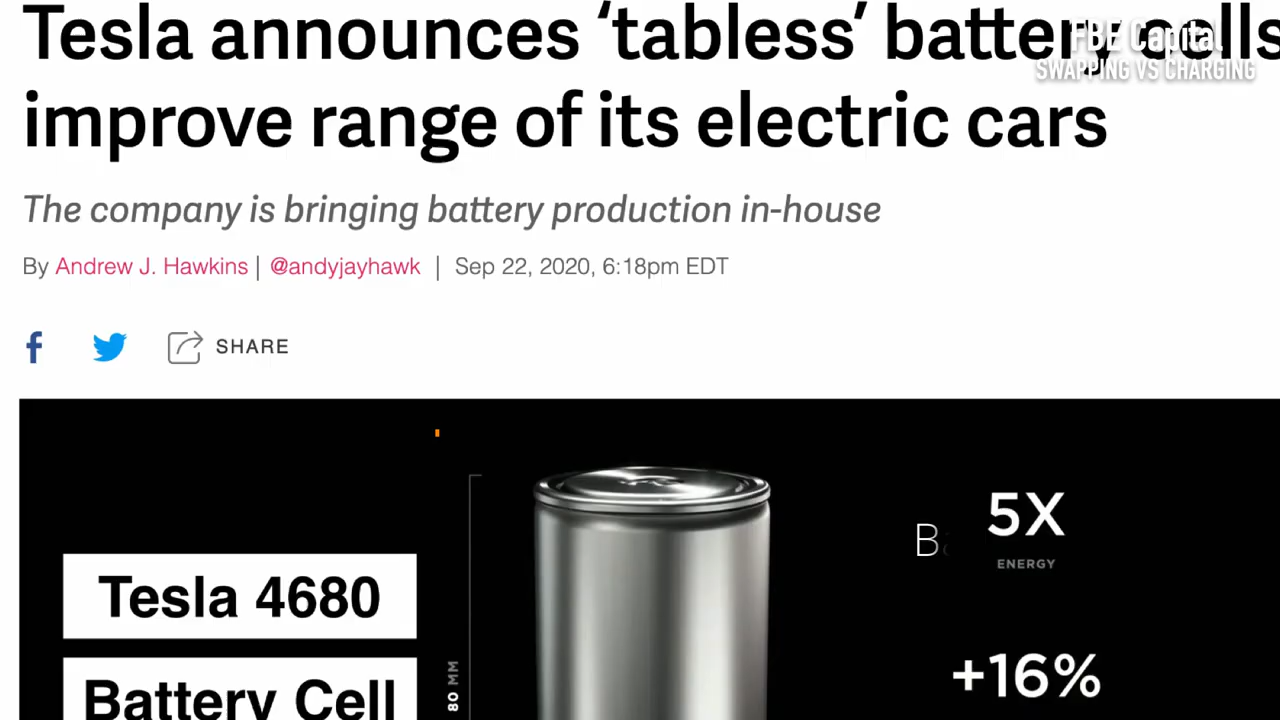 Tesla announces ‘tabless’ battery cells
FBE Capital
SWAPPING VS CHARGING
improve range of its electric cars
The company is bringing battery production in-house
By Andrew J. Hawkins | @andyjayhawk | Sep 22, 2020, 6:18pm EDT
f
SHARE
5X
B
ENERGY
Tesla 4680
+16%
Battery Cell
80 MM